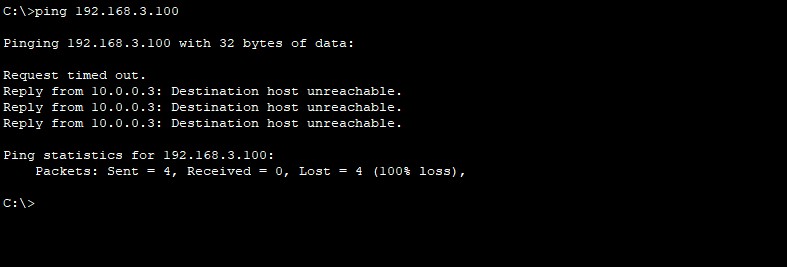 C:\>ping 192.168.3.100
Pinging 192.168.3.100 with 32 bytes of data:
Request timed out.
Reply from 10.0.0.3: Destination host unreachable.
Reply from 10.0.0.3: Destination host unreachable.
Reply from 10.0.0.3: Destination host unreachable.
Ping statistics for 192.168.3.100:
    Packets: Sent = 4, Received = 0, Lost = 4 (100% loss),
C:\>